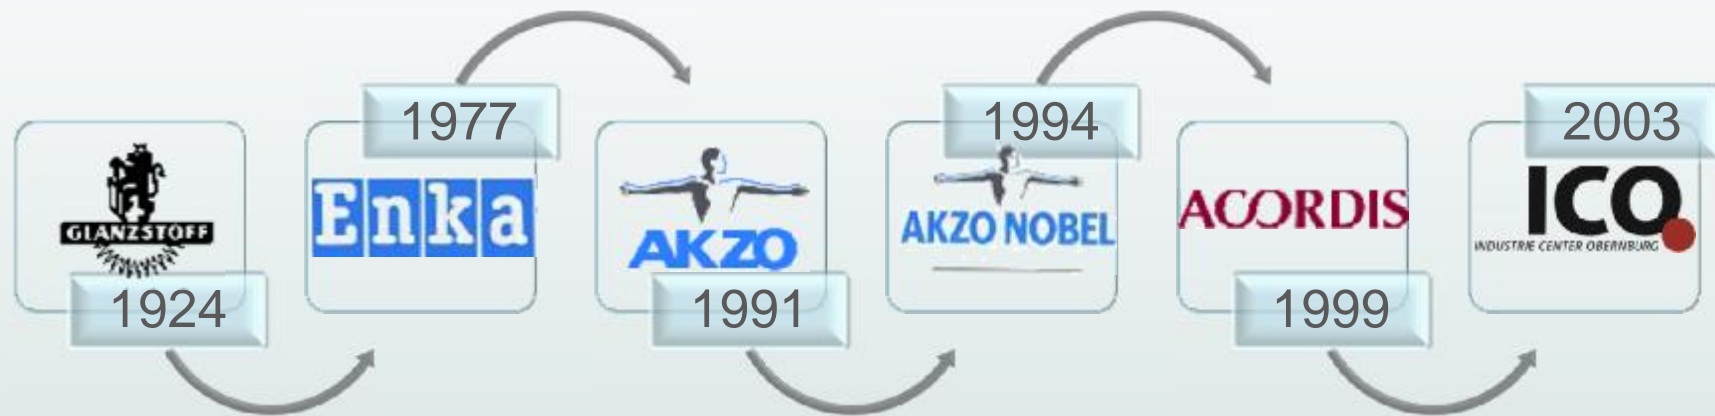 GLANZSTOFF
1924
1977
Enka
AKZO
1991
1994
AKZO NOBEL
ACORDIS
1999
2003
ICO
INDUSTRIE CENTER OBERNBURG